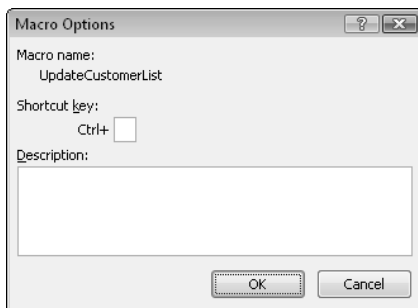 Macro Options
Macro name:
UpdateCustomerList
Shortcut key:
Ctrl+
Description:
OK Cancel